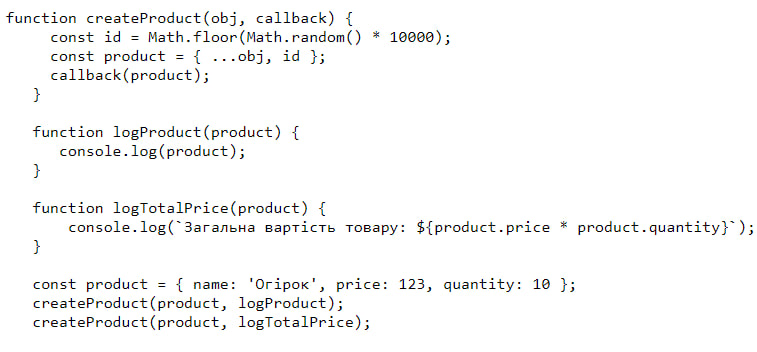 function createProduct(obj, callback) {
const id = Math.floor(Math.random() * 10000);
const product = { ...obj, id };
callback(product);
}
function logProduct(product) {
console.log(product);
}
function logTotalPrice(product) {
console.log(`Загальна вартість товару: ${product.price * product.quantity}`);
}
const product = { name: 'Огірок', price: 123, quantity: 10 };
createProduct(product, logProduct);
createProduct(product, logTotalPrice);